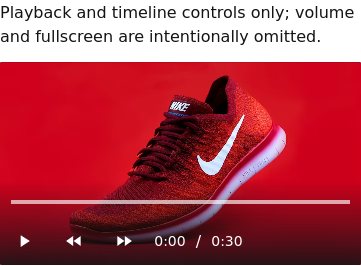 Playback and timeline controls only; volume
and fullscreen are intentionally omitted.
NIKE
0:00 / 0:30